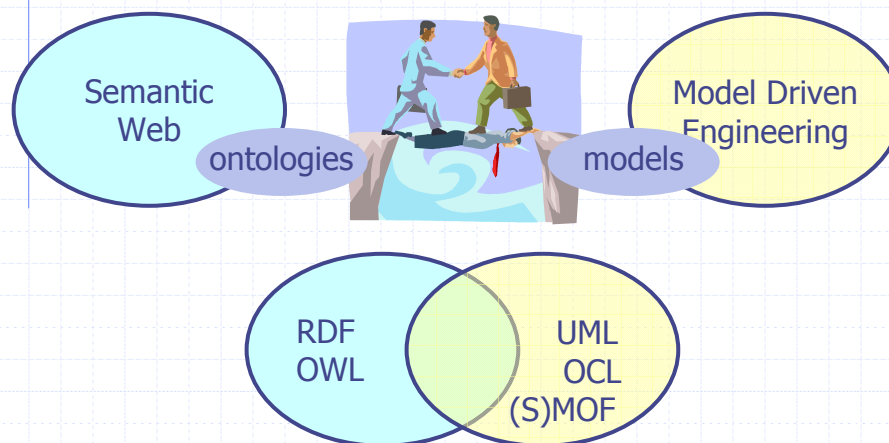 Semantic
Web
ontologies
Model Driven
Engineering
models
RDF
OWL
UML
OCL
(S)MOF